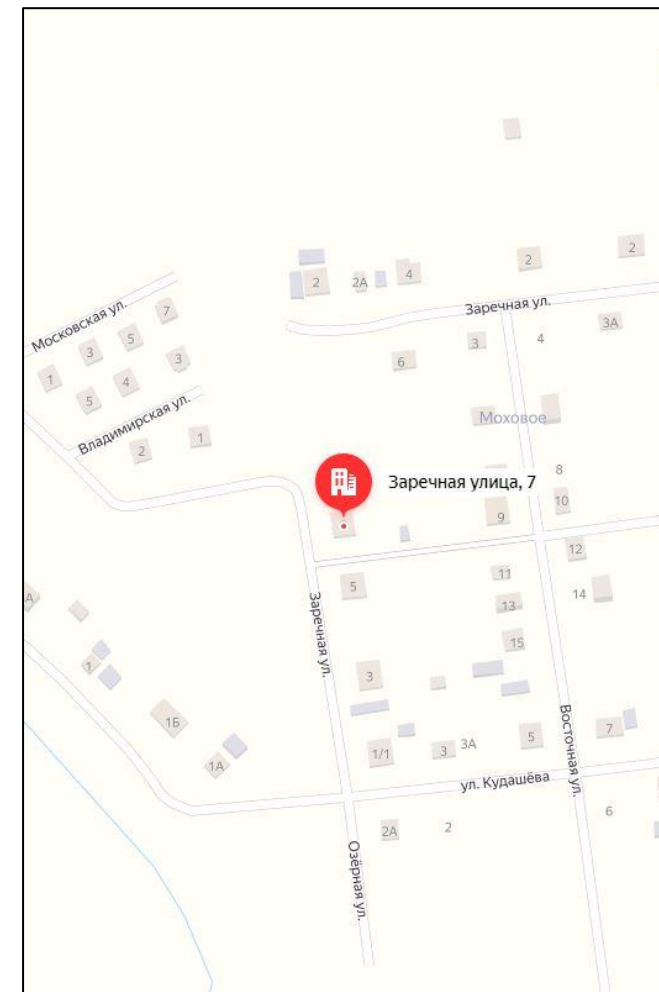 2
2
2
2А
4
Московская ул.
7
Заречная ул.
3А
3
5
3
4
1
3
6
5
4
Владимирская ул.
Моховое
2
1
8
Заречная улица, 7
10
9
12
11
5
14
А
13
Заречная ул.
15
1
3
1Б
Восточная ул.
7
5
1/1
3
3А
1А
ул. Кудашёва
6
2А
2
Озёрная ул.